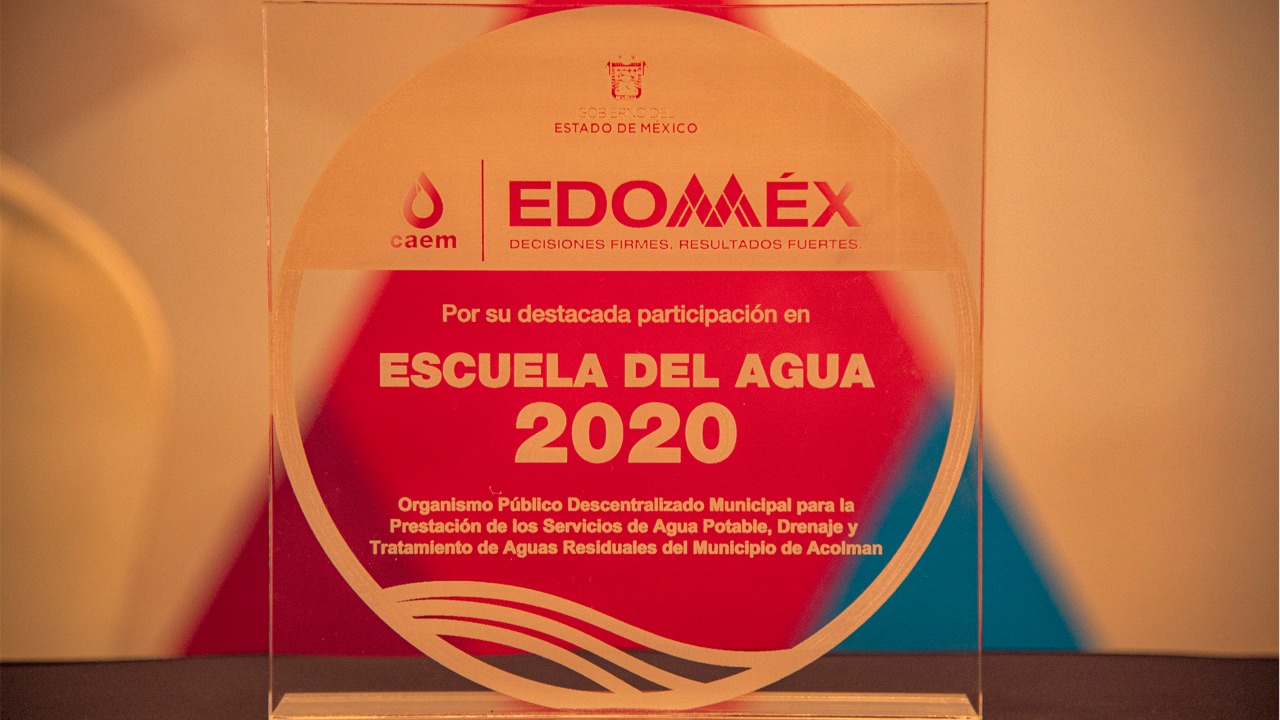 GOBIERNO DEL
ESTADO DE MÉXICO
caem
EDOMÉX
DECISIONES FIRMES. RESULTADOS FUERTES.
Por su destacada participación en
ESCUELA DEL AGUA
2020
Organismo Público Descentralizado Municipal para la
Prestación de los Servicios de Agua Potable, Drenaje y
Tratamiento de Aguas Residuales del Municipio de Acolman